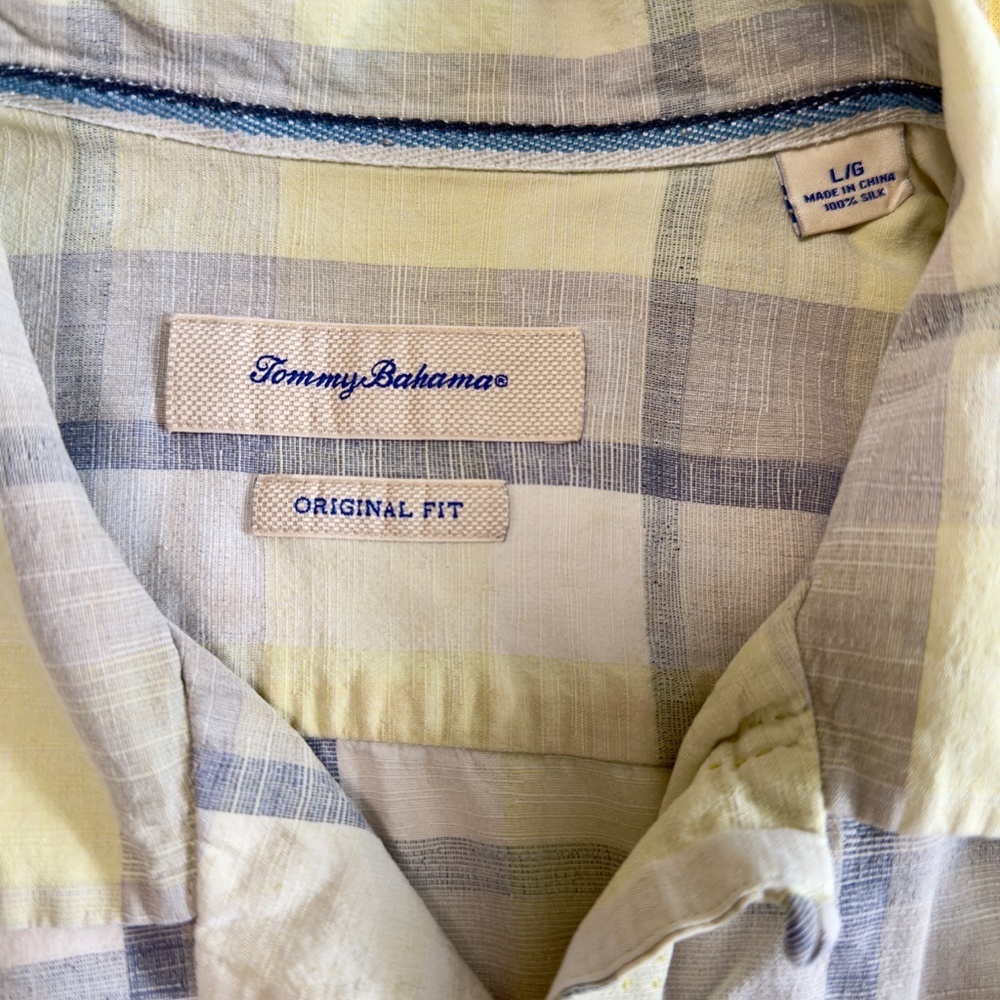 L/G
MADE IN CHINA
100% SILK
Tommy Bahama®
ORIGINAL FIT